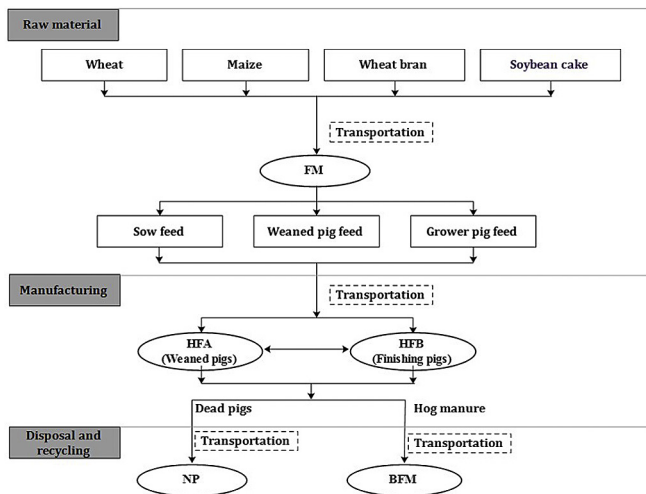 Raw material
Wheat
Maize
Wheat bran
Soybean cake
Transportation
FM
Sow feed
Weaned pig feed
Grower pig feed
Manufacturing
Transportation
HFA
(Weaned pigs)
HFB
(Finishing pigs)
Dead pigs
Hog manure
Disposal and
recycling
Transportation
Transportation
NP
BFM